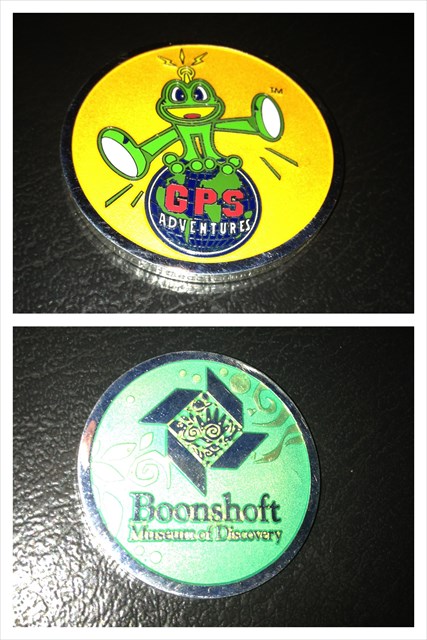 TM
GPS
ADVENTURES
Boonshoft
Museum of Discovery